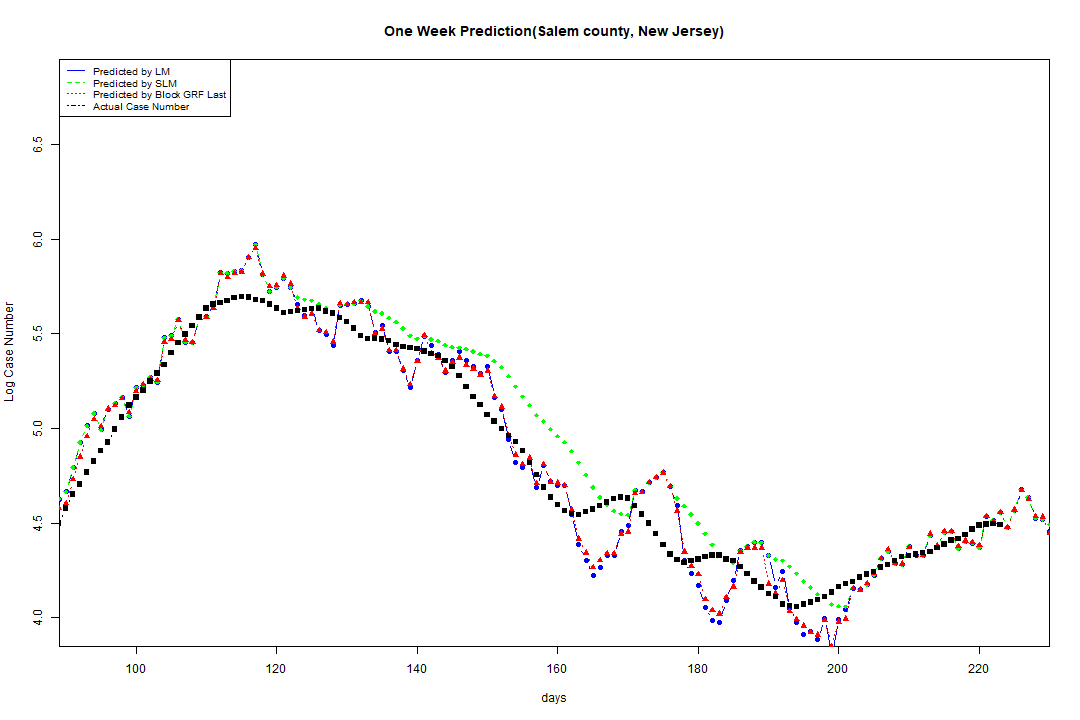 One Week Prediction(Salem county, New Jersey)
Predicted by LM
Predicted by SLM
Predicted by Block GRF Last
Actual Case Number
Log Case Number
6.5
6.0
5.5
5.0
4.5
4.0
100 120 140 160 180 200 220
days